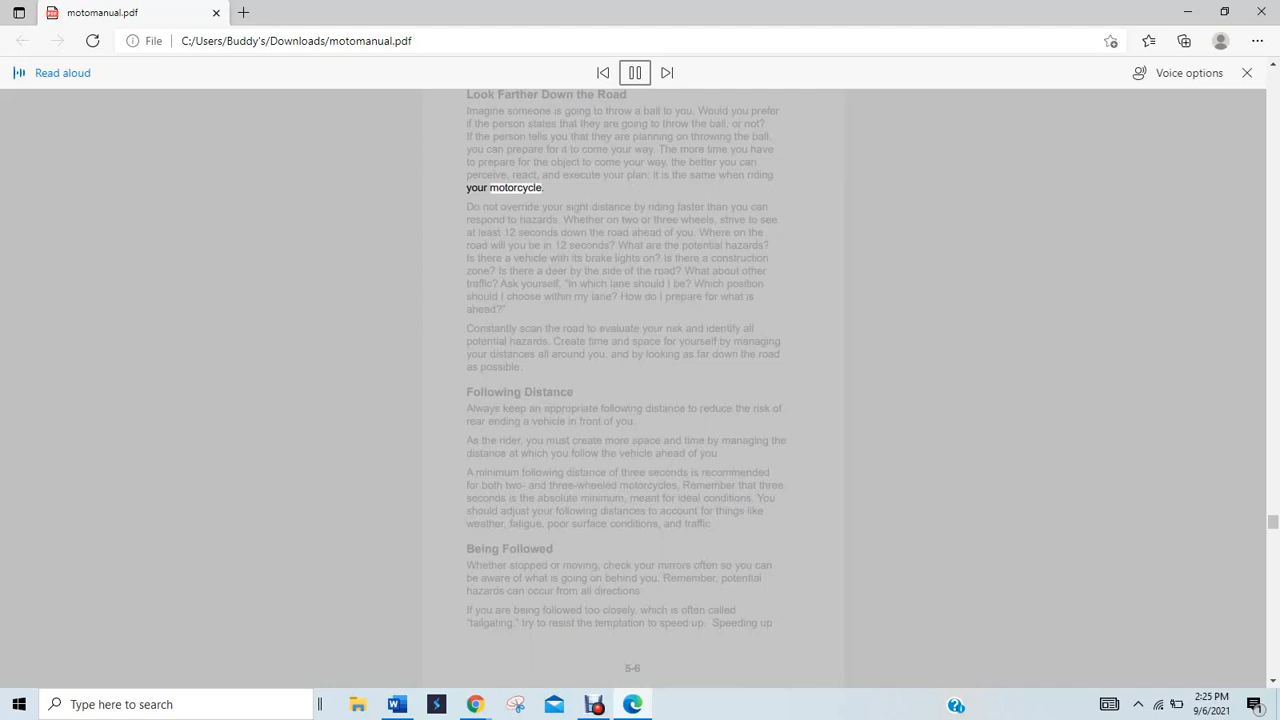 motomanual.pdf
File
C:/Users/Buddy's/Downloads/motomanual.pdf
Read aloud
Voice options
Look Farther Down the Road
Imagine someone is going to throw a ball to you. Would you prefer
if the person states that they are going to throw the ball, or not?
If the person tells you that they are planning on throwing the ball,
you can prepare for it to come your way. The more time you have
to prepare for the object to come your way, the better you can
perceive, react, and execute your plan; it is the same when riding
your motorcycle.
Do not override your sight distance by riding faster than you can
respond to hazards. Whether on two or three wheels, strive to see
at least 12 seconds down the road ahead of you. Where on the
road will you be in 12 seconds? What are the potential hazards?
Is there a vehicle with its brake lights on? Is there a construction
zone? Is there a deer by the side of the road? What about other
traffic? Ask yourself, "In which lane should I be? Which position
should I choose within my lane? How do I prepare for what is
ahead?"
Constantly scan the road to evaluate your risk and identify all
potential hazards. Create time and space for yourself by managing
your distances all around you, and by looking as far down the road
as possible.
Following Distance
Always keep an appropriate following distance to reduce the risk of
rear ending a vehicle in front of you.
As the rider, you must create more space and time by managing the
distance at which you follow the vehicle ahead of you
A minimum following distance of three seconds is recommended
for both two- and three-wheeled motorcycles. Remember that three
seconds is the absolute minimum, meant for ideal conditions. You
should adjust your following distances to account for things like
weather, fatigue, poor surface conditions, and traffic
Being Followed
Whether stopped or moving, check your mirrors often so you can
be aware of what is going on behind you. Remember, potential
hazards can occur from all directions
If you are being followed too closely, which is often called
"tailgating," try to resist the temptation to speed up. Speeding up
5-6
Type here to search
2:25 PM
9/6/2021